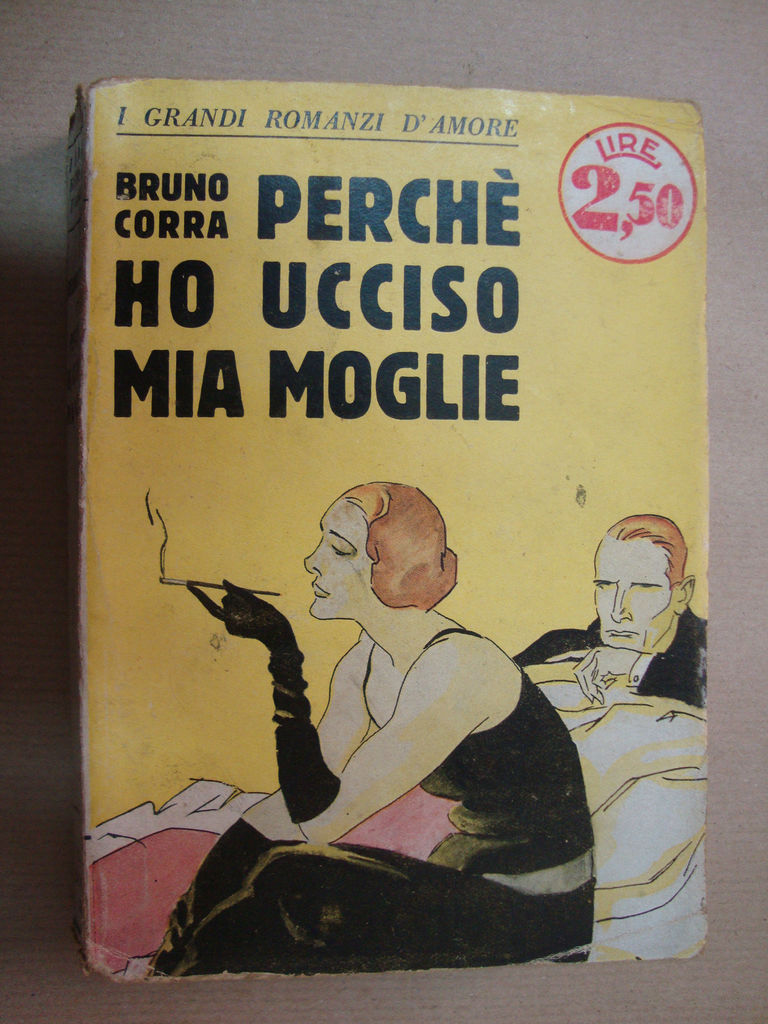 I GRANDI ROMANZI D'AMORE
LIRE
2,50
BRUNO
CORRA
PERCHÈ
HO UCCISO
MIA MOGLIE